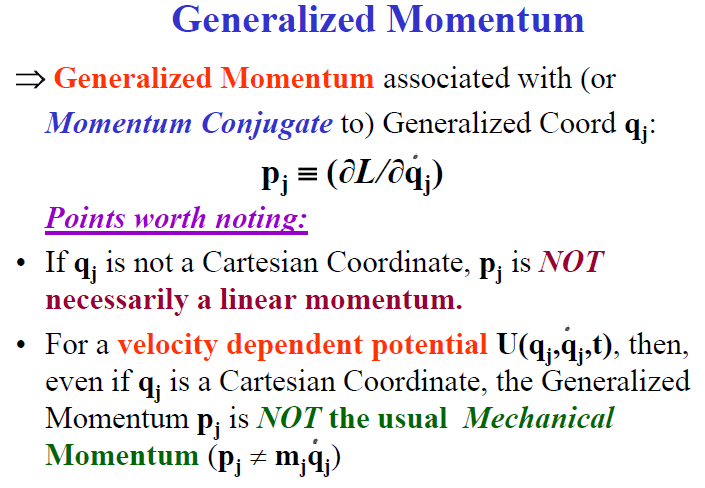 Generalized Momentum
⇒ Generalized Momentum associated with (or
Momentum Conjugate to) Generalized Coord qⱼ:
pⱼ ≡ (∂L/∂q̇ⱼ)
Points worth noting:
• If qⱼ is not a Cartesian Coordinate, pⱼ is NOT
necessarily a linear momentum.
• For a velocity dependent potential U(qⱼ,q̇ⱼ,t), then,
even if qⱼ is a Cartesian Coordinate, the Generalized
Momentum pⱼ is NOT the usual Mechanical
Momentum (pⱼ ≠ mⱼq̇ⱼ)